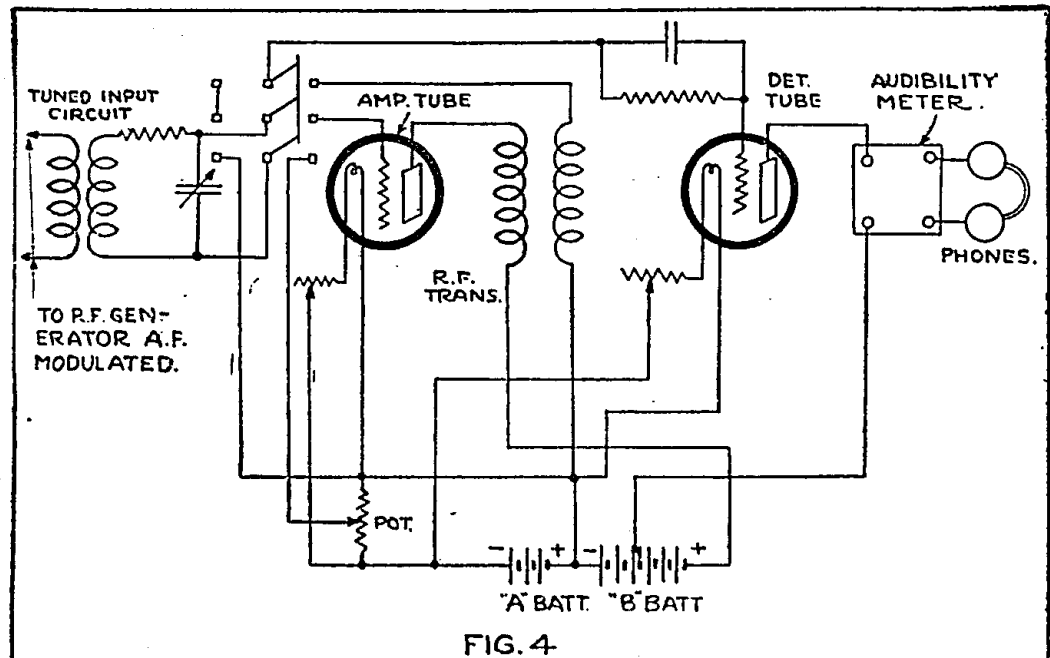 TUNED INPUT
CIRCUIT
AMP. TUBE
DET.
TUBE
AUDIBILITY
METER.
PHONES.
R.F.
TRANS.
TO R.F. GEN-
ERATOR A.F.
MODULATED.
POT.
- + - +
"A" BATT. "B" BATT
FIG. 4